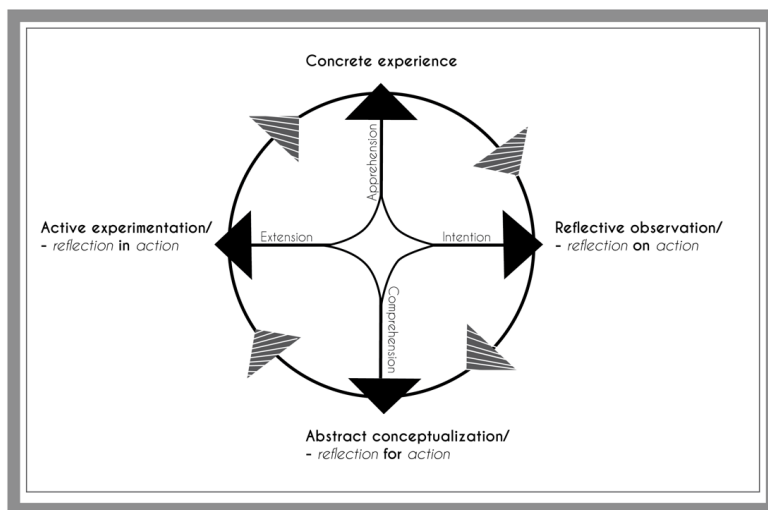 Concrete experience
Apprehension
Active experimentation/
- reflection in action
Extension
Intention
Reflective observation/
- reflection on action
Comprehension
Abstract conceptualization/
- reflection for action